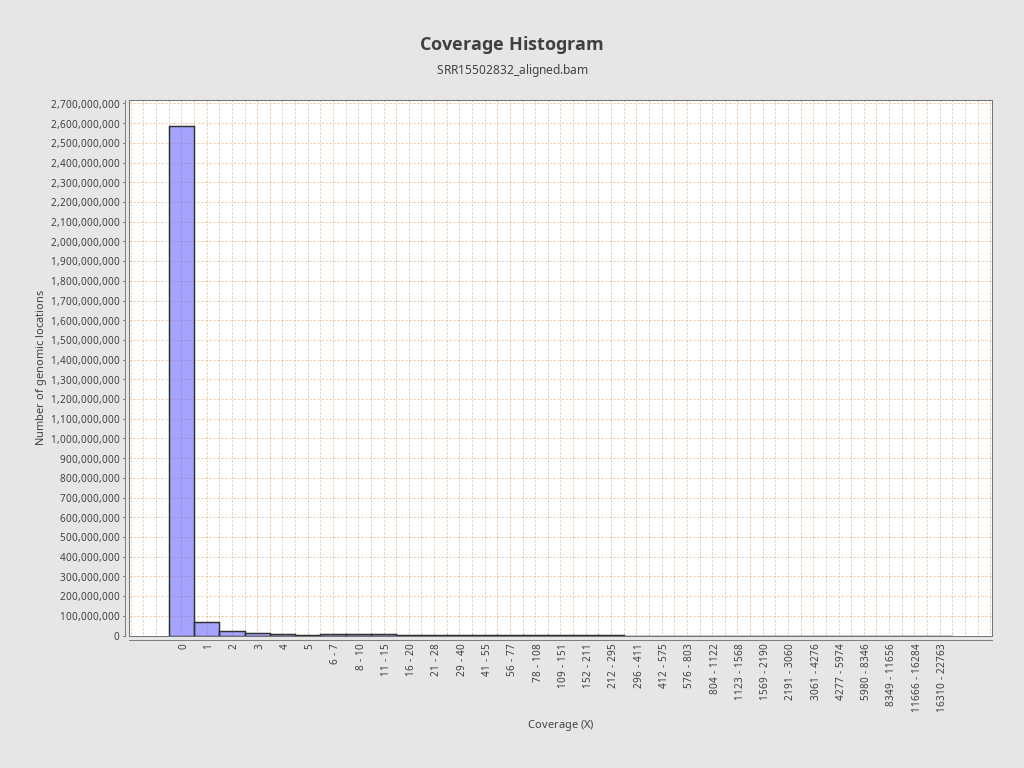 Coverage Histogram
SRR15502832_aligned.bam
2,700,000,000
2,600,000,000
2,500,000,000
2,400,000,000
2,300,000,000
2,200,000,000
2,100,000,000
2,000,000,000
1,900,000,000
1,800,000,000
1,700,000,000
1,600,000,000
1,500,000,000
1,400,000,000
1,300,000,000
1,200,000,000
1,100,000,000
1,000,000,000
900,000,000
800,000,000
700,000,000
600,000,000
500,000,000
400,000,000
300,000,000
200,000,000
100,000,000
0
Number of genomic locations
0
1
2
3
4
5
6 - 7
8 - 10
11 - 15
16 - 20
21 - 28
29 - 40
41 - 55
56 - 77
78 - 108
109 - 151
152 - 211
212 - 295
296 - 411
412 - 575
576 - 803
804 - 1122
1123 - 1568
1569 - 2190
2191 - 3060
3061 - 4276
4277 - 5974
5980 - 8346
8349 - 11656
11666 - 16284
16310 - 22763
Coverage (X)